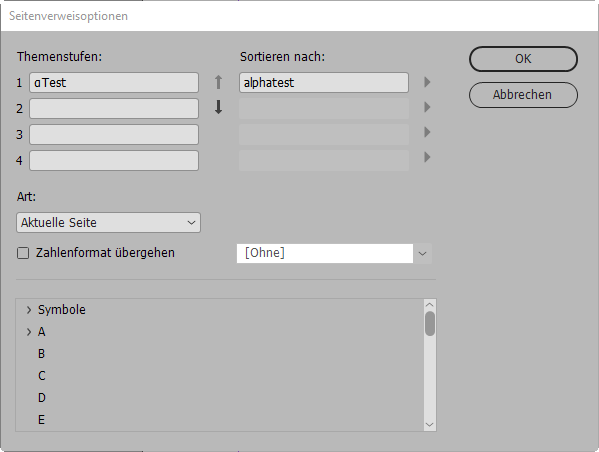 Seitenverweisoptionen
Themenstufen: Sortieren nach: OK
1 αTest alphatest
2 Abbrechen
3
4
Art:
Aktuelle Seite
Zahlenformat übergehen [Ohne]
Symbole
A
B
C
D
E